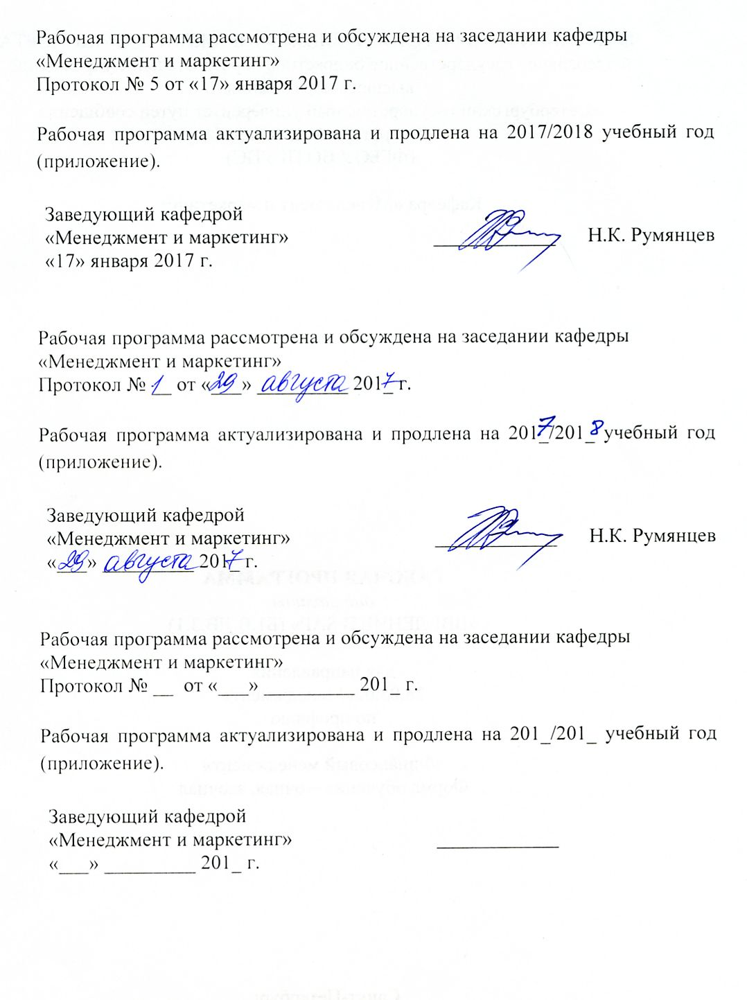 Рабочая программа рассмотрена и обсуждена на заседании кафедры
«Менеджмент и маркетинг»
Протокол № 5 от «17» января 2017 г.
Рабочая программа актуализирована и продлена на 2017/2018 учебный год
(приложение).
Заведующий кафедрой
«Менеджмент и маркетинг» Н.К. Румянцев
«17» января 2017 г.
Рабочая программа рассмотрена и обсуждена на заседании кафедры
«Менеджмент и маркетинг»
Протокол № 1 от «29» августа 2017 г.
Рабочая программа актуализирована и продлена на 2017/2018 учебный год
(приложение).
Заведующий кафедрой
«Менеджмент и маркетинг» Н.К. Румянцев
«29» августа 2017 г.
Рабочая программа рассмотрена и обсуждена на заседании кафедры
«Менеджмент и маркетинг»
Протокол № __ от «___» _________ 201_ г.
Рабочая программа актуализирована и продлена на 201_/201_ учебный год
(приложение).
Заведующий кафедрой
«Менеджмент и маркетинг» ____________
«___» _________ 201_ г.